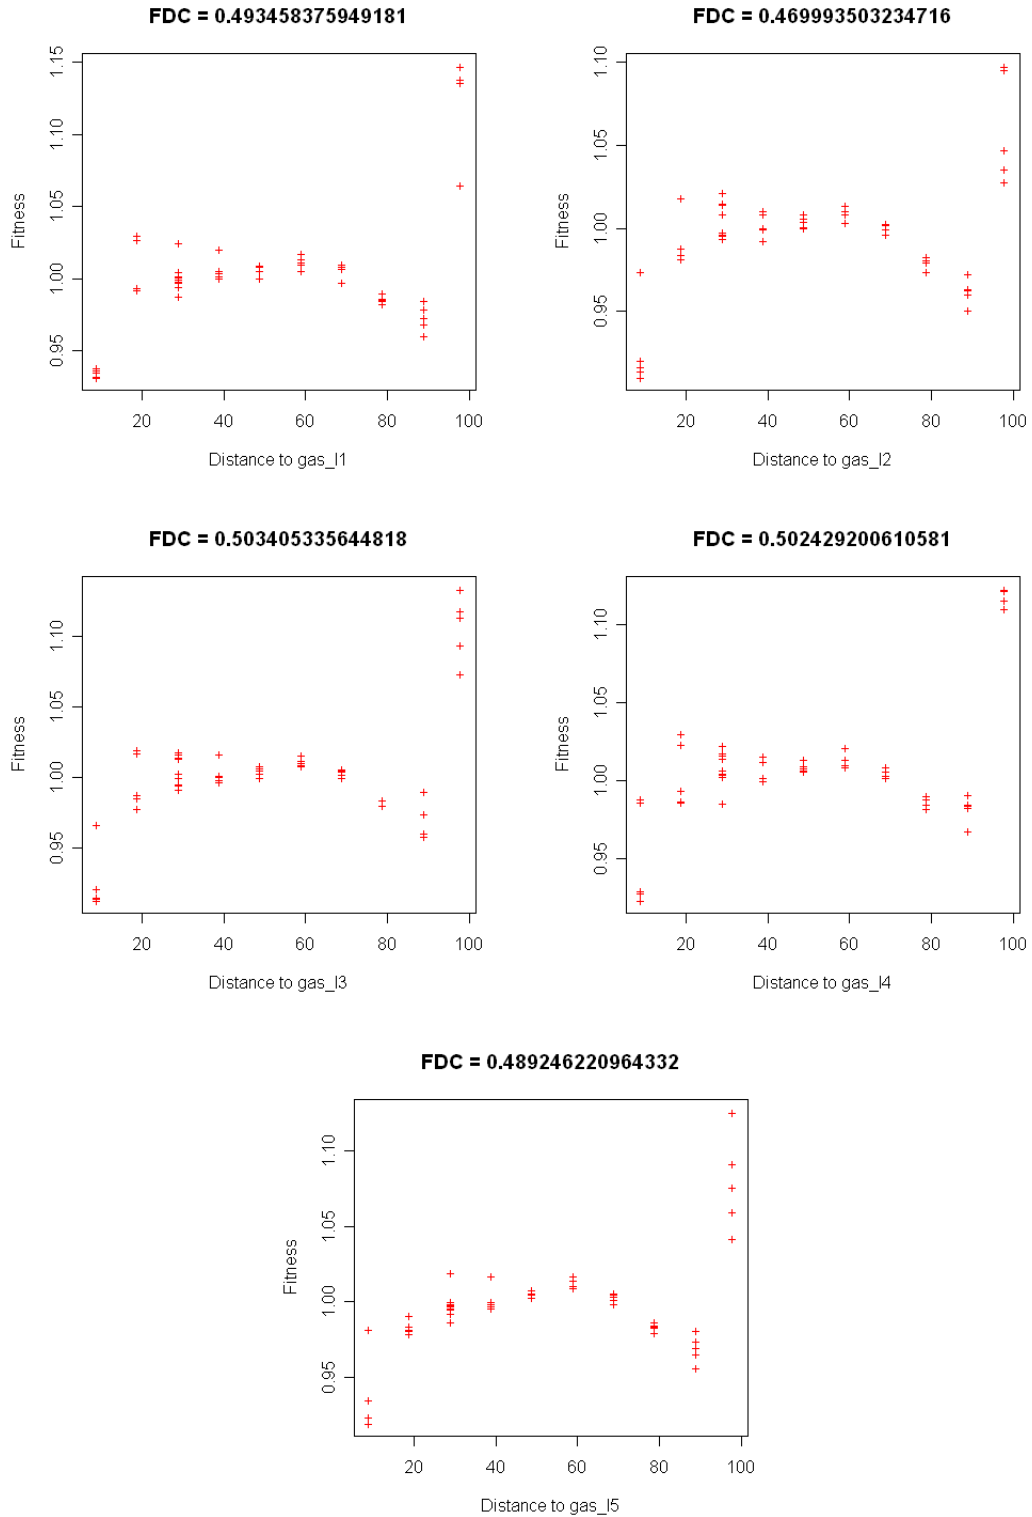 FDC = 0.493458375949181
Fitness
1.15
1.10
1.05
1.00
0.95
20 40 60 80 100
Distance to gas_I1
FDC = 0.469993503234716
Fitness
1.10
1.05
1.00
0.95
20 40 60 80 100
Distance to gas_I2
FDC = 0.503405335644818
Fitness
1.10
1.05
1.00
0.95
20 40 60 80 100
Distance to gas_I3
FDC = 0.502429200610581
Fitness
1.10
1.05
1.00
0.95
20 40 60 80 100
Distance to gas_I4
FDC = 0.489246220964332
Fitness
1.10
1.05
1.00
0.95
20 40 60 80 100
Distance to gas_I5